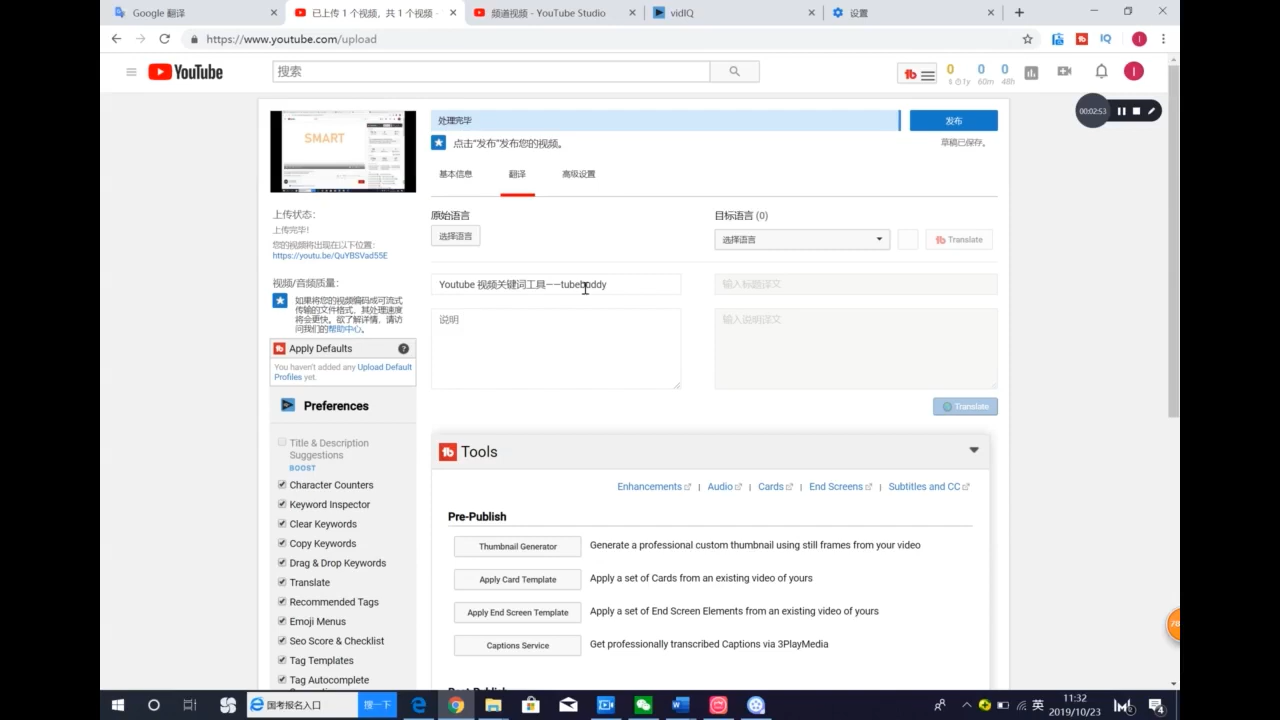 Google 翻译
已上传 1 个视频，共 1 个视频
频道视频 - YouTube Studio
vidIQ
设置
https://www.youtube.com/upload
YouTube
搜索
0
1y
0
60m
0
48h
00:02:53
SMART
处理完毕
发布
点击"发布"发布您的视频。
草稿已保存。
基本信息
翻译
高级设置
上传状态：
上传完毕！
您的视频将出现在以下位置：
https://youtu.be/QuYBSVad55E
原始语言
选择语言
目标语言 (0)
选择语言
Translate
视频/音频质量：
如果将您的视频编码成可流式
传输的文件格式，其处理速度
将会更快。欲了解详情，请访
问我们的帮助中心。
Youtube 视频关键词工具——tubebuddy
输入标题译文
说明
输入说明译文
Translate
Apply Defaults
You haven't added any Upload Default
Profiles yet.
Preferences
Title & Description
Suggestions
BOOST
Character Counters
Keyword Inspector
Clear Keywords
Copy Keywords
Drag & Drop Keywords
Translate
Recommended Tags
Emoji Menus
Seo Score & Checklist
Tag Templates
Tag Autocomplete
Tools
Enhancements | Audio | Cards | End Screens | Subtitles and CC
Pre-Publish
Thumbnail Generator
Generate a professional custom thumbnail using still frames from your video
Apply Card Template
Apply a set of Cards from an existing video of yours
Apply End Screen Template
Apply a set of End Screen Elements from an existing video of yours
Captions Service
Get professionally transcribed Captions via 3PlayMedia
国考报名入口
搜一下
英
11:32
2019/10/23